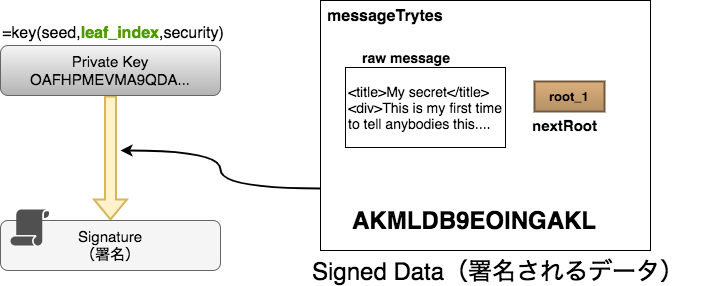 =key(seed,leaf_index,security)
Private Key
OAFHPMEVMA9QDA...
Signature
（署名）
messageTrytes
raw message
<title>My secret</title>
<div>This is my first time
to tell anybodies this....
root_1
nextRoot
AKMLDB9EOINGAKL
Signed Data（署名されるデータ）